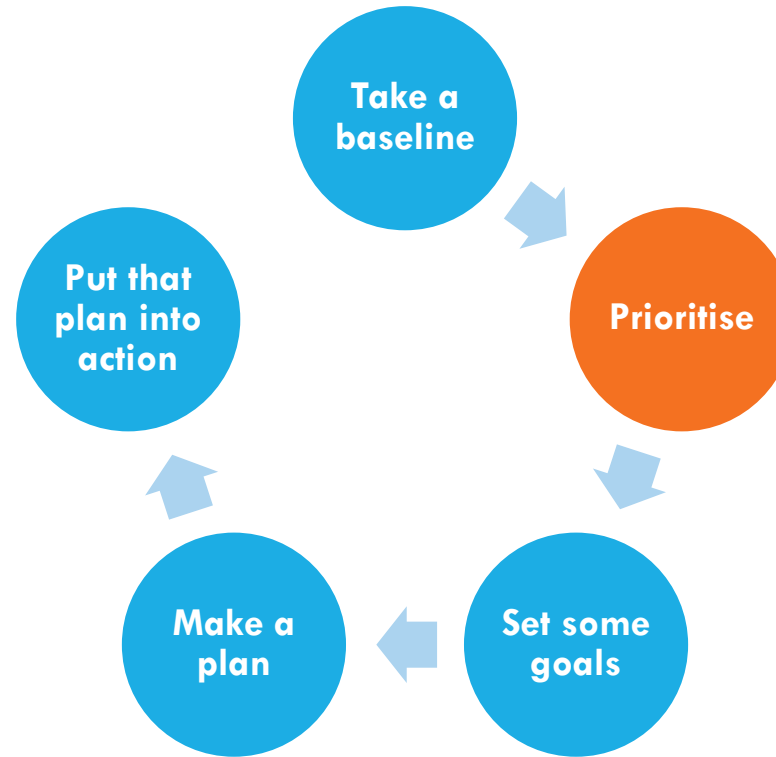 Take a
baseline
Prioritise
Set some
goals
Make a
plan
Put that
plan into
action